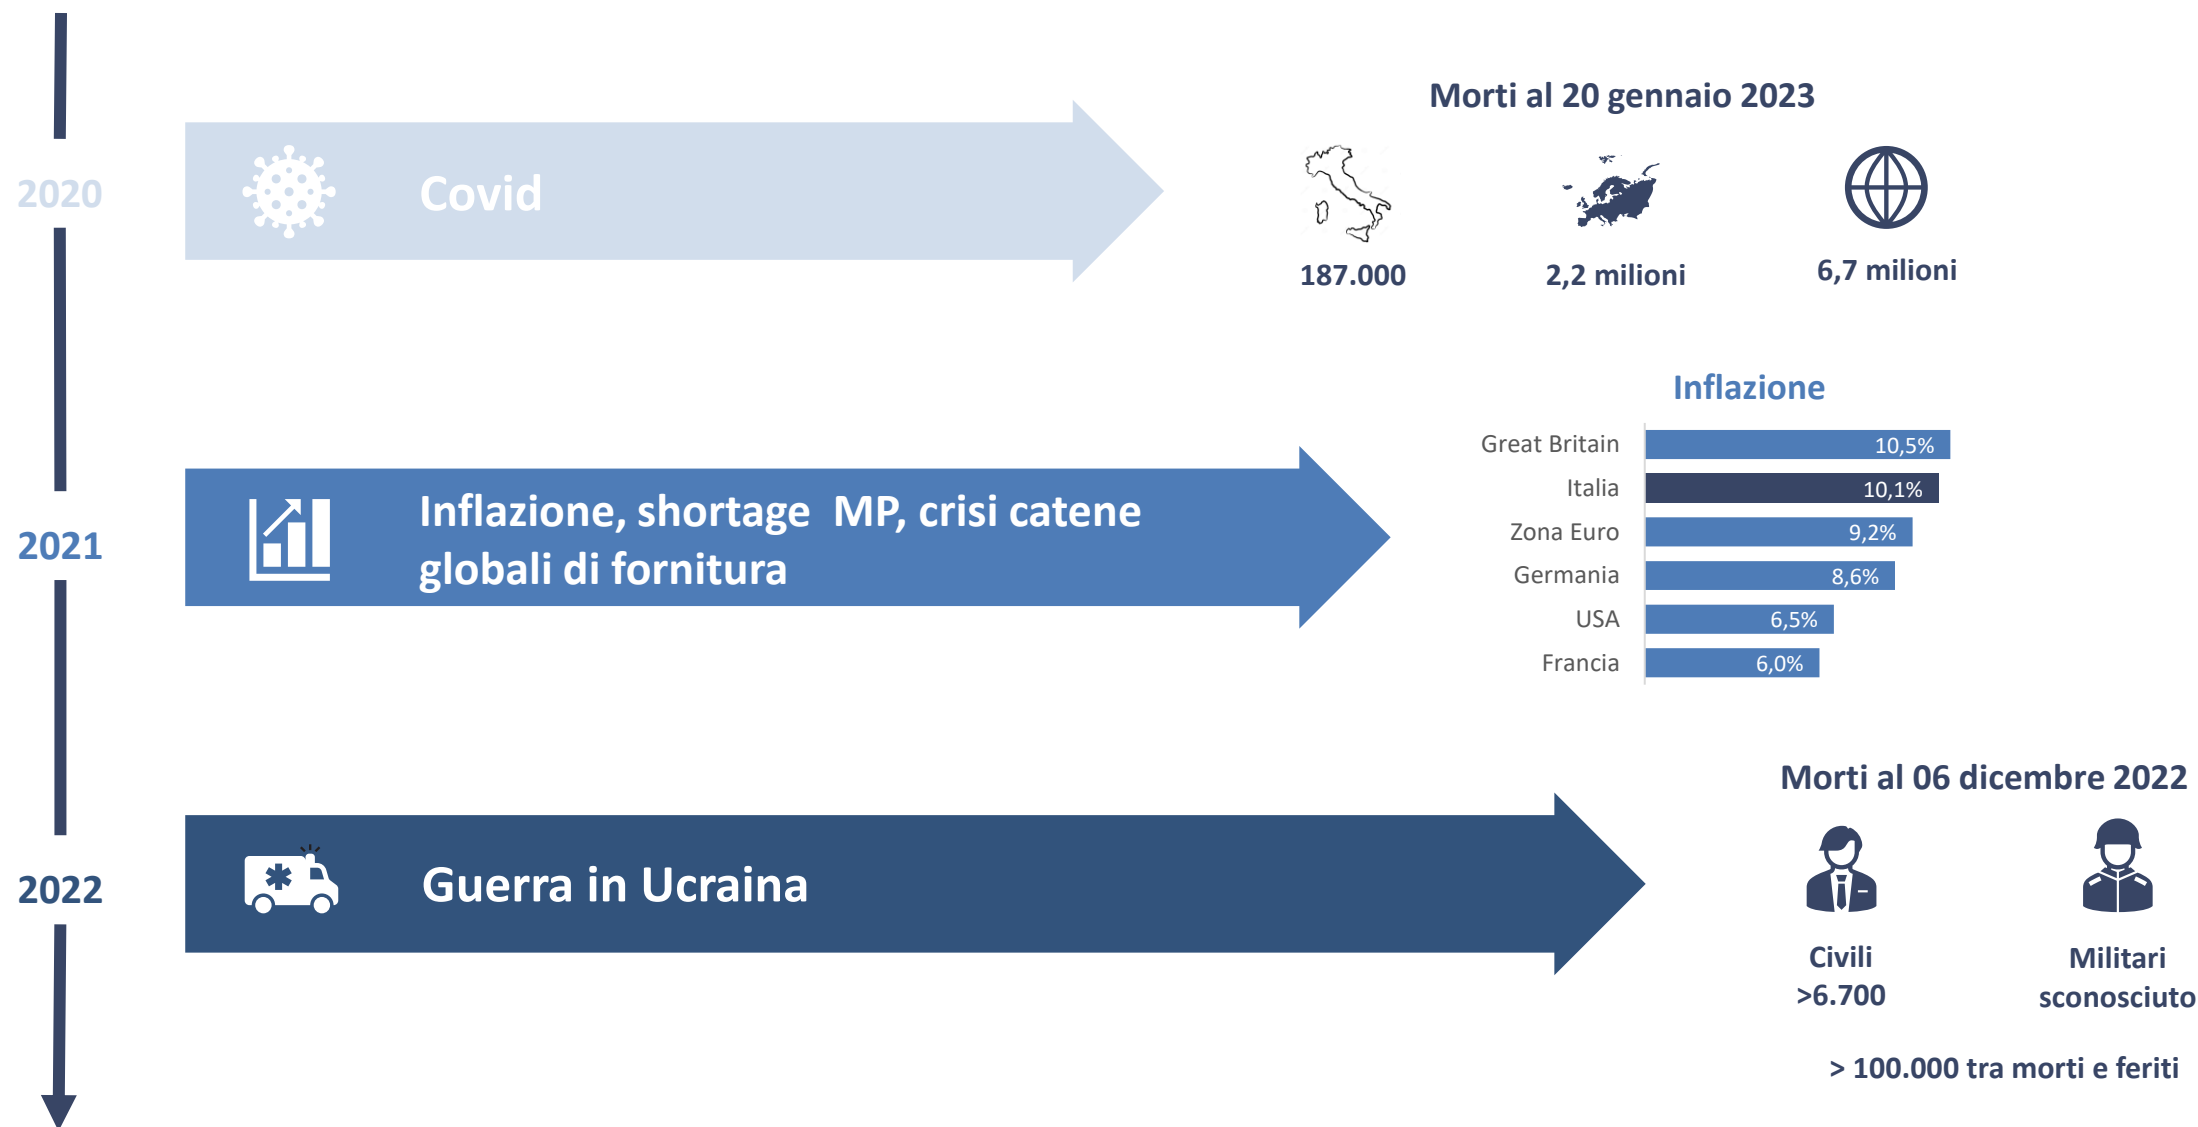 2020
Covid
Morti al 20 gennaio 2023
187.000
2,2 milioni
6,7 milioni
2021
Inflazione, shortage  MP, crisi catene
globali di fornitura
Inflazione
Great Britain 10,5%
Italia 10,1%
Zona Euro 9,2%
Germania 8,6%
USA 6,5%
Francia 6,0%
2022
Guerra in Ucraina
Morti al 06 dicembre 2022
Civili
>6.700
Militari
sconosciuto
> 100.000 tra morti e feriti